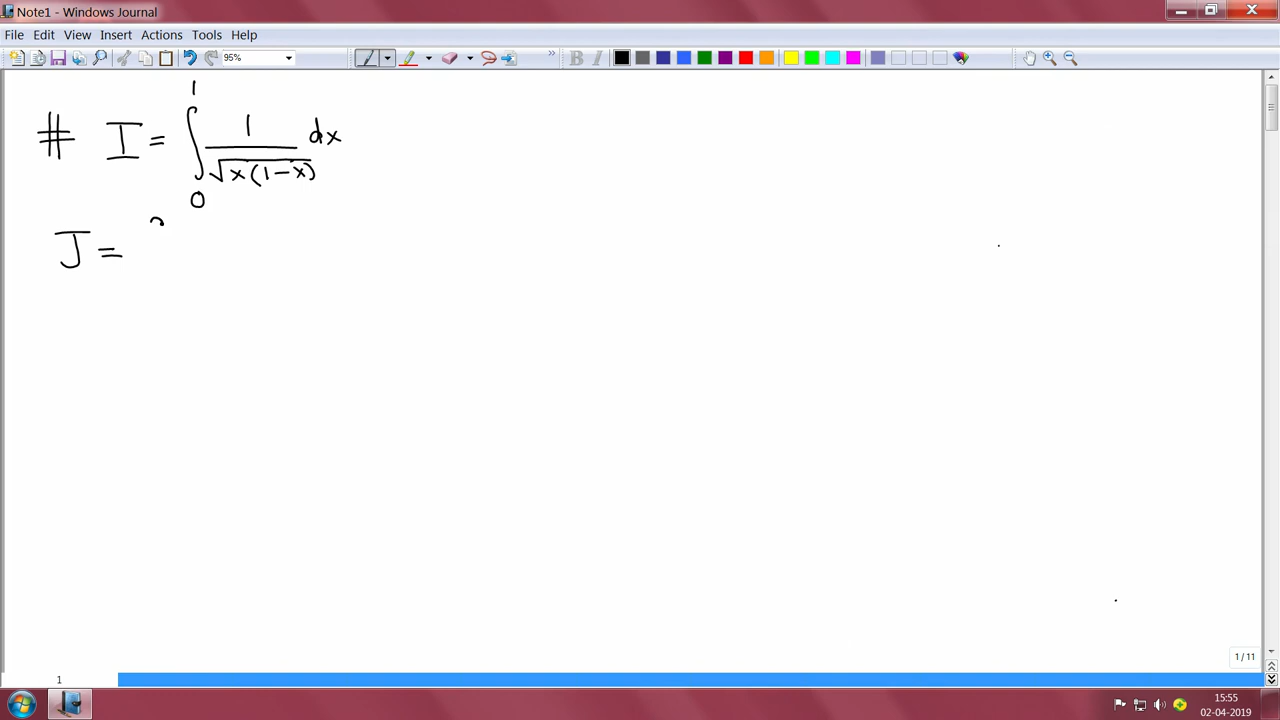 Note1 - Windows Journal
File Edit View Insert Actions Tools Help
95%
# I = ∫₀¹ 1/√(x(1-x)) dx
J =
1 / 11
1
15:55
02-04-2019